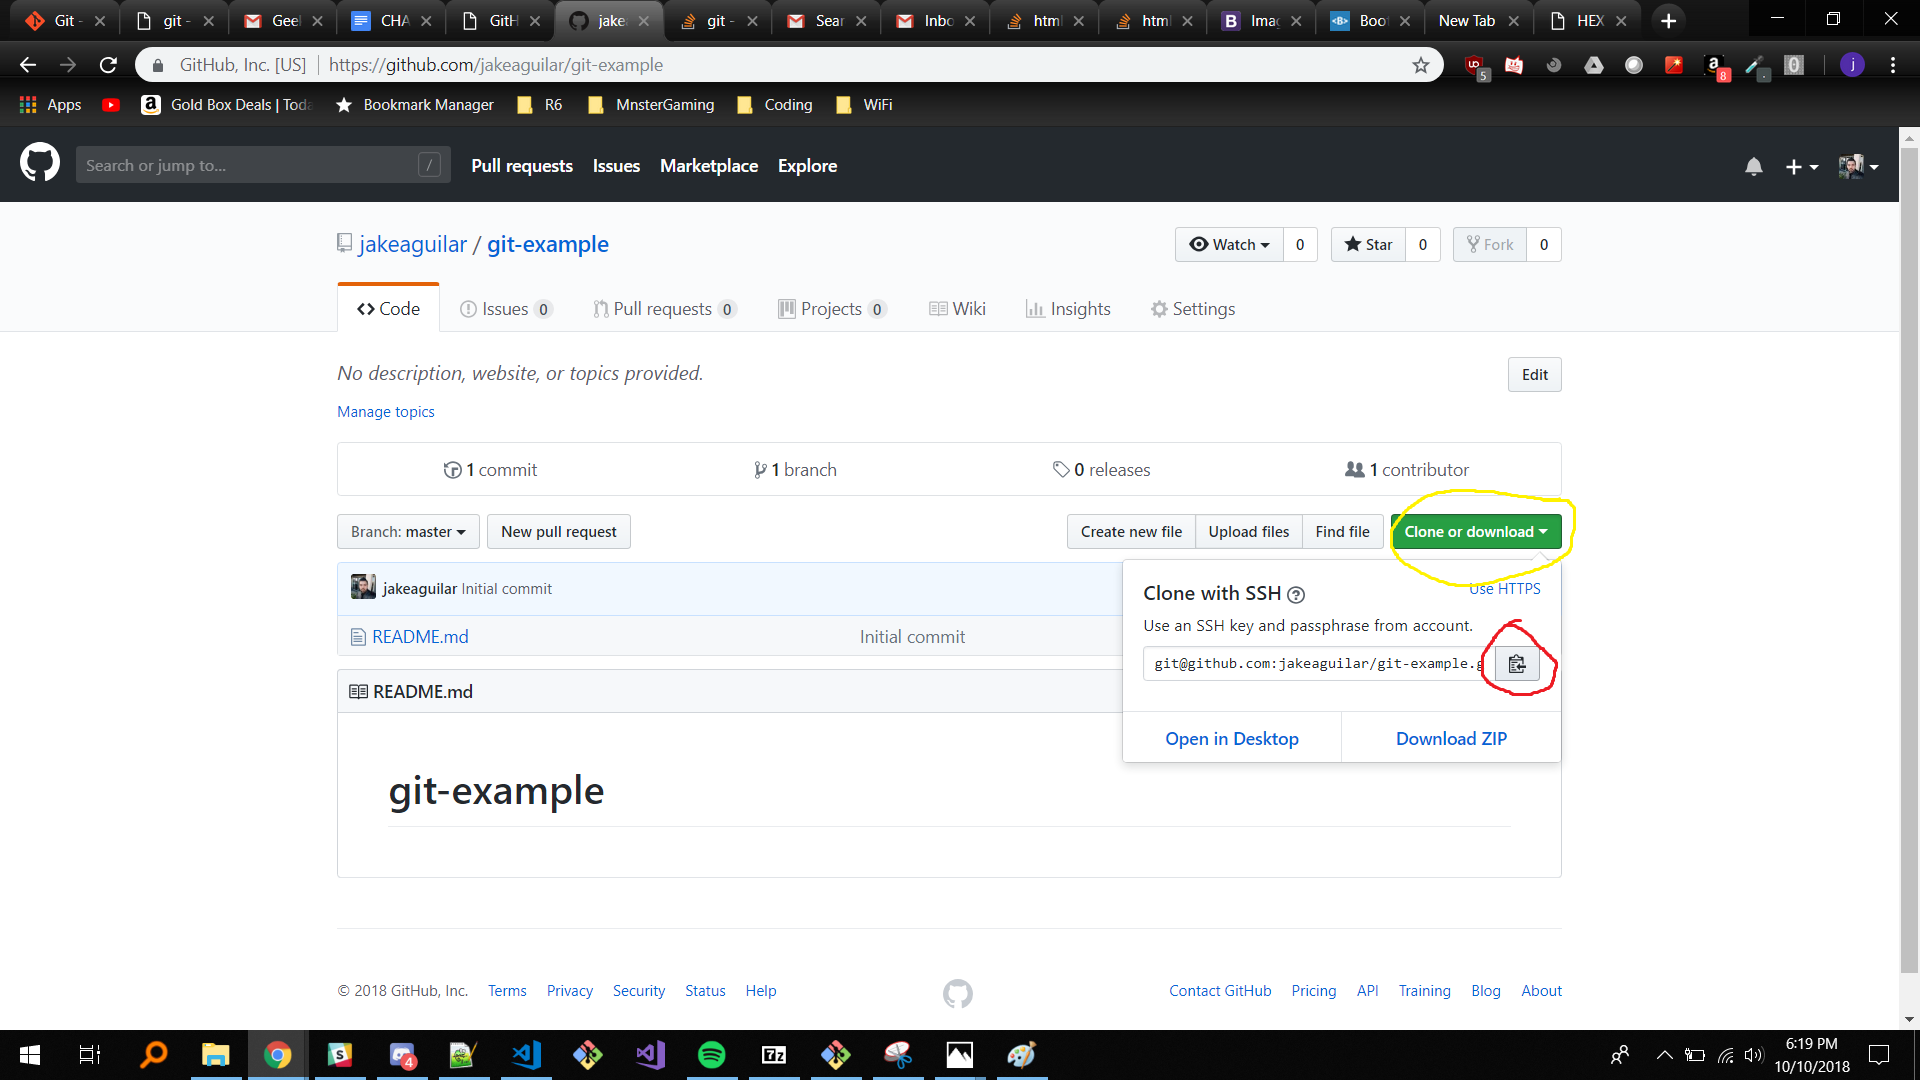 Git -
git -
Geel
CHA
GitH
jake
git -
Sear
Inbo
html
html
Imag
Boot
New Tab
HEX
GitHub, Inc. [US] https://github.com/jakeaguilar/git-example
5
8
j
Apps
Gold Box Deals | Toda
Bookmark Manager
R6
MnsterGaming
Coding
WiFi
Search or jump to... /
Pull requests Issues Marketplace Explore
jakeaguilar / git-example
Watch 0 Star 0 Fork 0
Code Issues 0 Pull requests 0 Projects 0 Wiki Insights Settings
No description, website, or topics provided.
Edit
Manage topics
1 commit 1 branch 0 releases 1 contributor
Branch: master New pull request Create new file Upload files Find file Clone or download
jakeaguilar Initial commit
README.md Initial commit
Clone with SSH ?
Use HTTPS
Use an SSH key and passphrase from account.
git@github.com:jakeaguilar/git-example.g
Open in Desktop Download ZIP
README.md
git-example
© 2018 GitHub, Inc. Terms Privacy Security Status Help
Contact GitHub Pricing API Training Blog About
S
4
7z
6:19 PM
10/10/2018